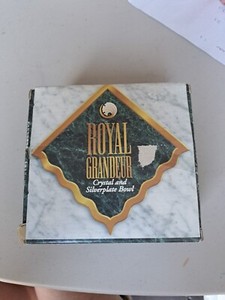 ROYAL
GRANDEUR
Crystal and
Silverplate Bowl